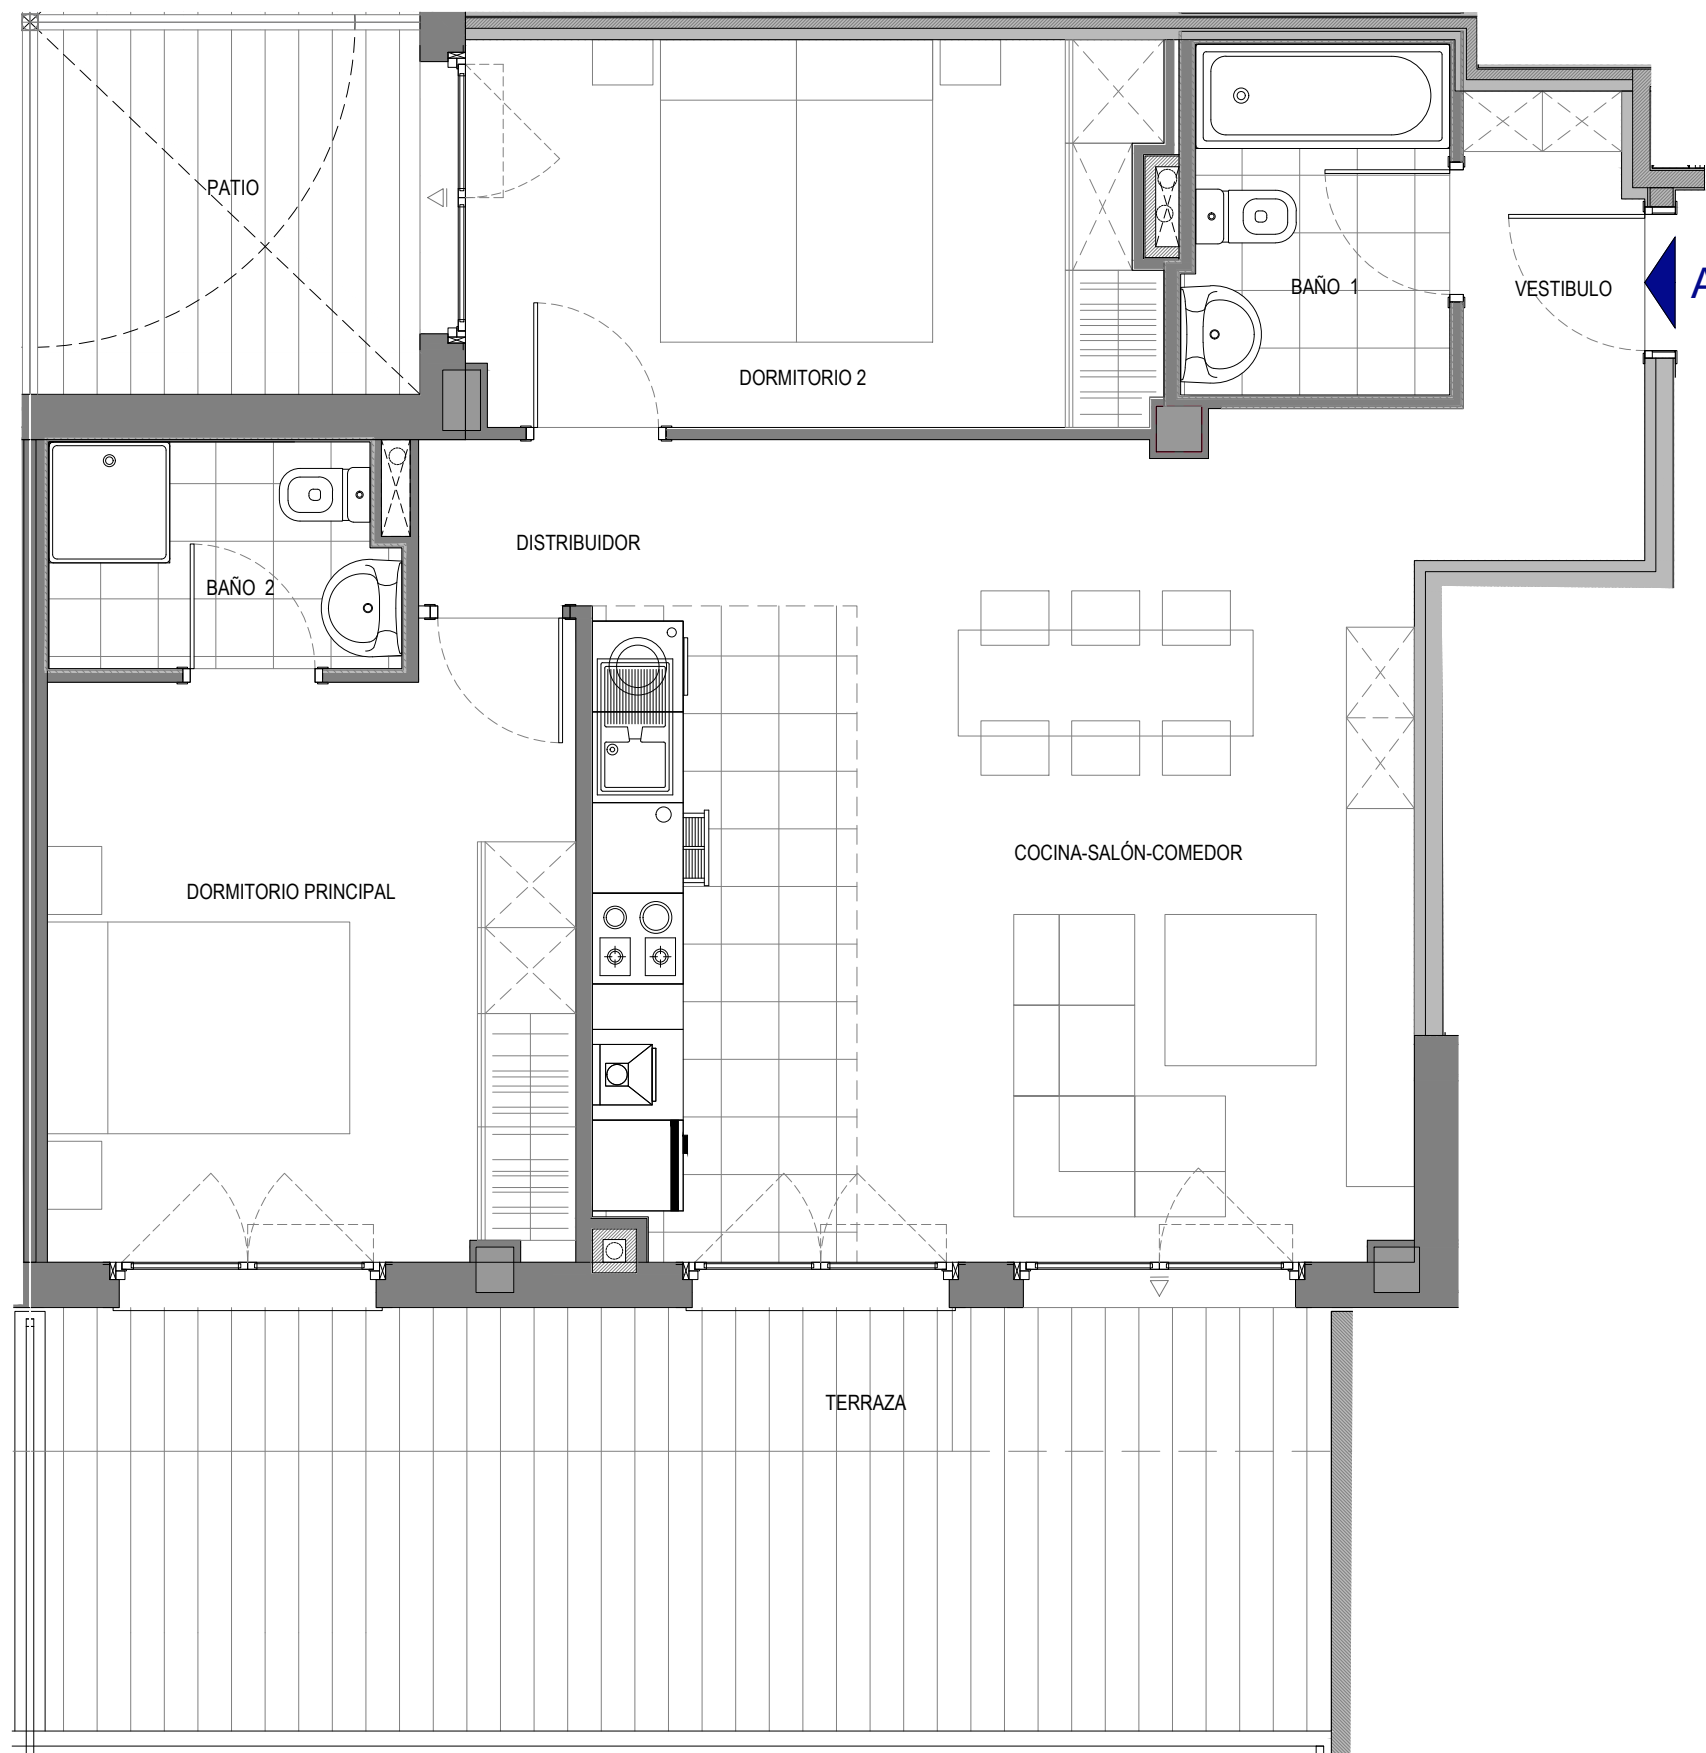 PATIO
BAÑO 1
VESTIBULO
A
DORMITORIO 2
DISTRIBUIDOR
BAÑO 2
COCINA-SALÓN-COMEDOR
DORMITORIO PRINCIPAL
TERRAZA